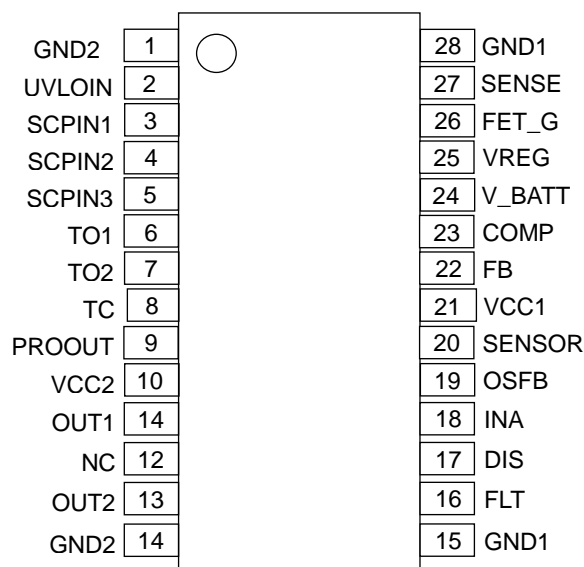 GND2 1 28 GND1
UVLOIN 2 27 SENSE
SCPIN1 3 26 FET_G
SCPIN2 4 25 VREG
SCPIN3 5 24 V_BATT
TO1 6 23 COMP
TO2 7 22 FB
TC 8 21 VCC1
PROOUT 9 20 SENSOR
VCC2 10 19 OSFB
OUT1 14 18 INA
NC 12 17 DIS
OUT2 13 16 FLT
GND2 14 15 GND1